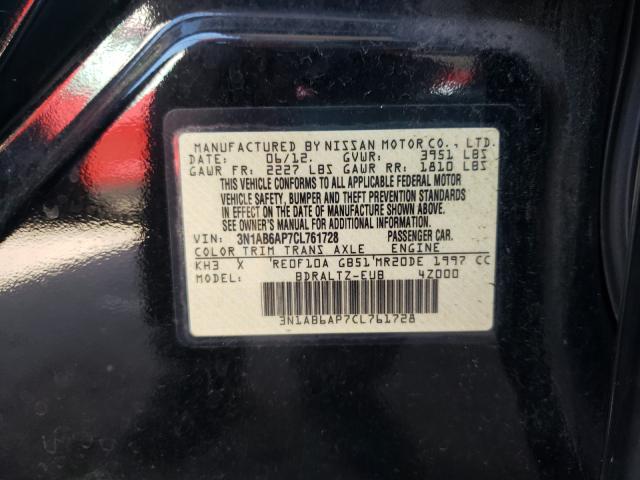 MANUFACTURED BY NISSAN MOTOR CO., LTD.
DATE: 06/12. GVWR: 3951 LBS
GAWR FR: 2227 LBS GAWR RR: 1810 LBS
THIS VEHICLE CONFORMS TO ALL APPLICABLE FEDERAL MOTOR
VEHICLE SAFETY, BUMPER AND THEFT PREVENTION STANDARDS
IN EFFECT ON THE DATE OF MANUFACTURE SHOWN ABOVE.
SEE OWNER'S MANUAL FOR ADDITIONAL INFORMATION.
VIN: 3N1AB6AP7CL761728 PASSENGER CAR.
COLOR TRIM TRANS AXLE ENGINE
KH3 X RE0F10A GB51 MR20DE 1997 CC
BDRALTZ-EUB 4Z000
3N1AB6AP7CL761728